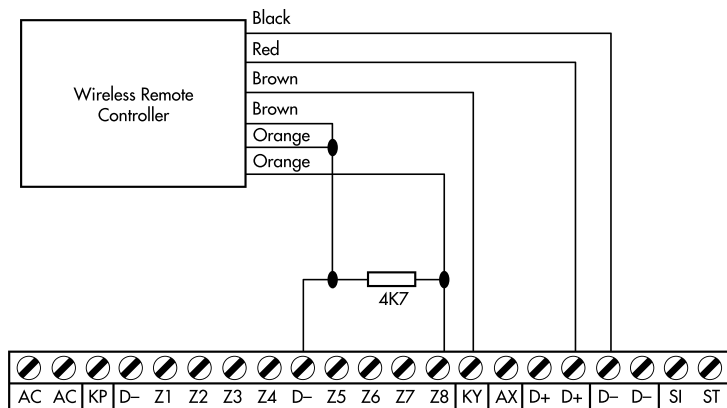 Black
Red
Brown
Brown
Orange
Orange
Wireless Remote
Controller
4K7
AC AC KP D– Z1 Z2 Z3 Z4 D– Z5 Z6 Z7 Z8 KY AX D+ D+ D– D– SI ST